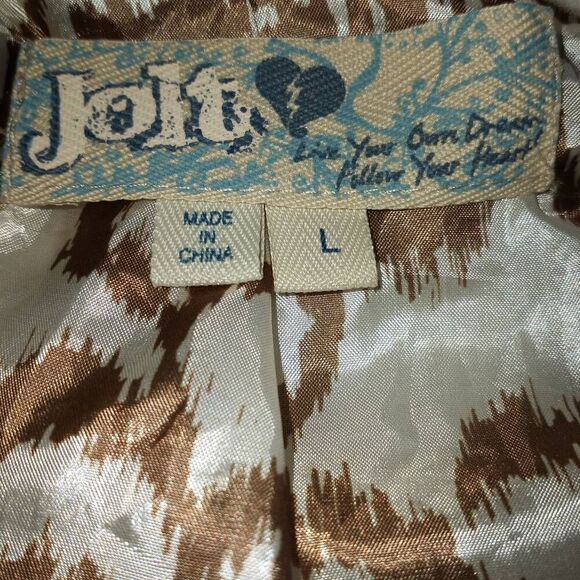 Jolt
Live Your Own Dream
Follow Your Heart
MADE
IN
CHINA
L